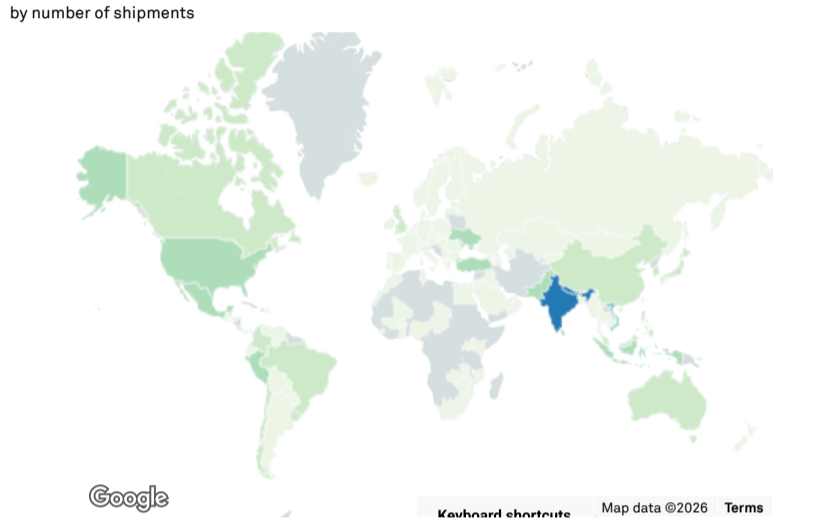 by number of shipments
Google
Keyboard shortcuts
Map data ©2026
Terms